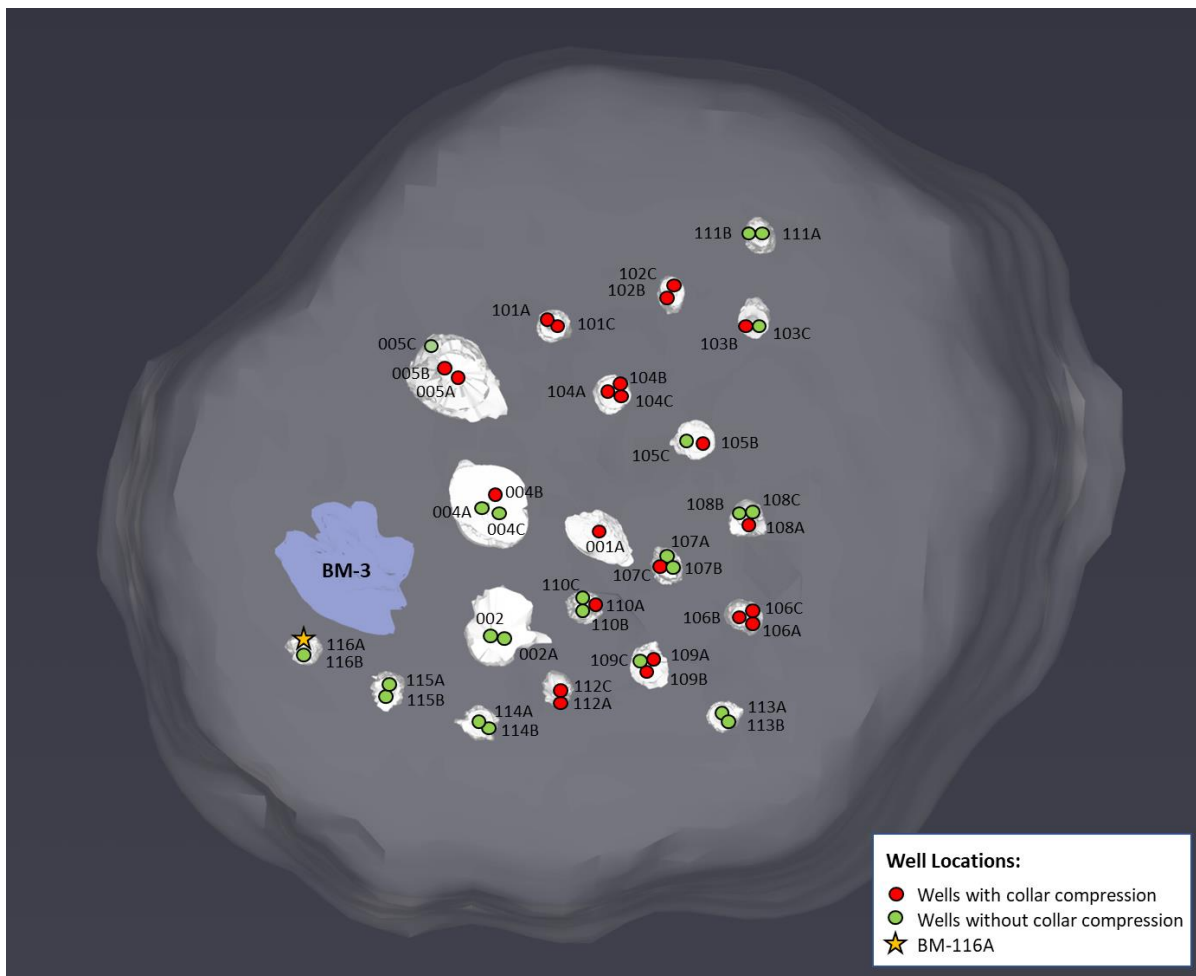 111B 111A
102C
102B
101A 101C
103B 103C
005C
005B
005A
104B
104A
104C
105C 105B
004B
004A
004C
108C
108B
108A
001A
107A
107C 107B
BM-3
110C
110A
110B
106C
106B
106A
002
002A
116A
116B
109C 109A
109B
115A
115B
112C
112A
114A
114B
113A
113B
Well Locations:
Wells with collar compression
Wells without collar compression
BM-116A